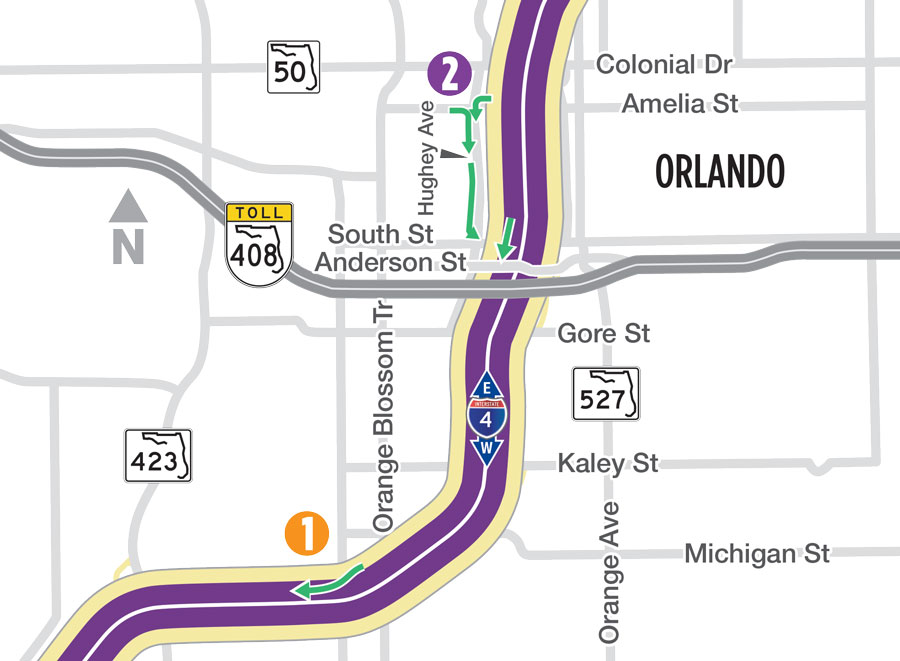 2
50
Colonial Dr
Amelia St
Hughey Ave
ORLANDO
TOLL
408
N
South St
Anderson St
Orange Blossom Tr
Gore St
E
INTERSTATE
4
W
527
423
Kaley St
1
Orange Ave
Michigan St